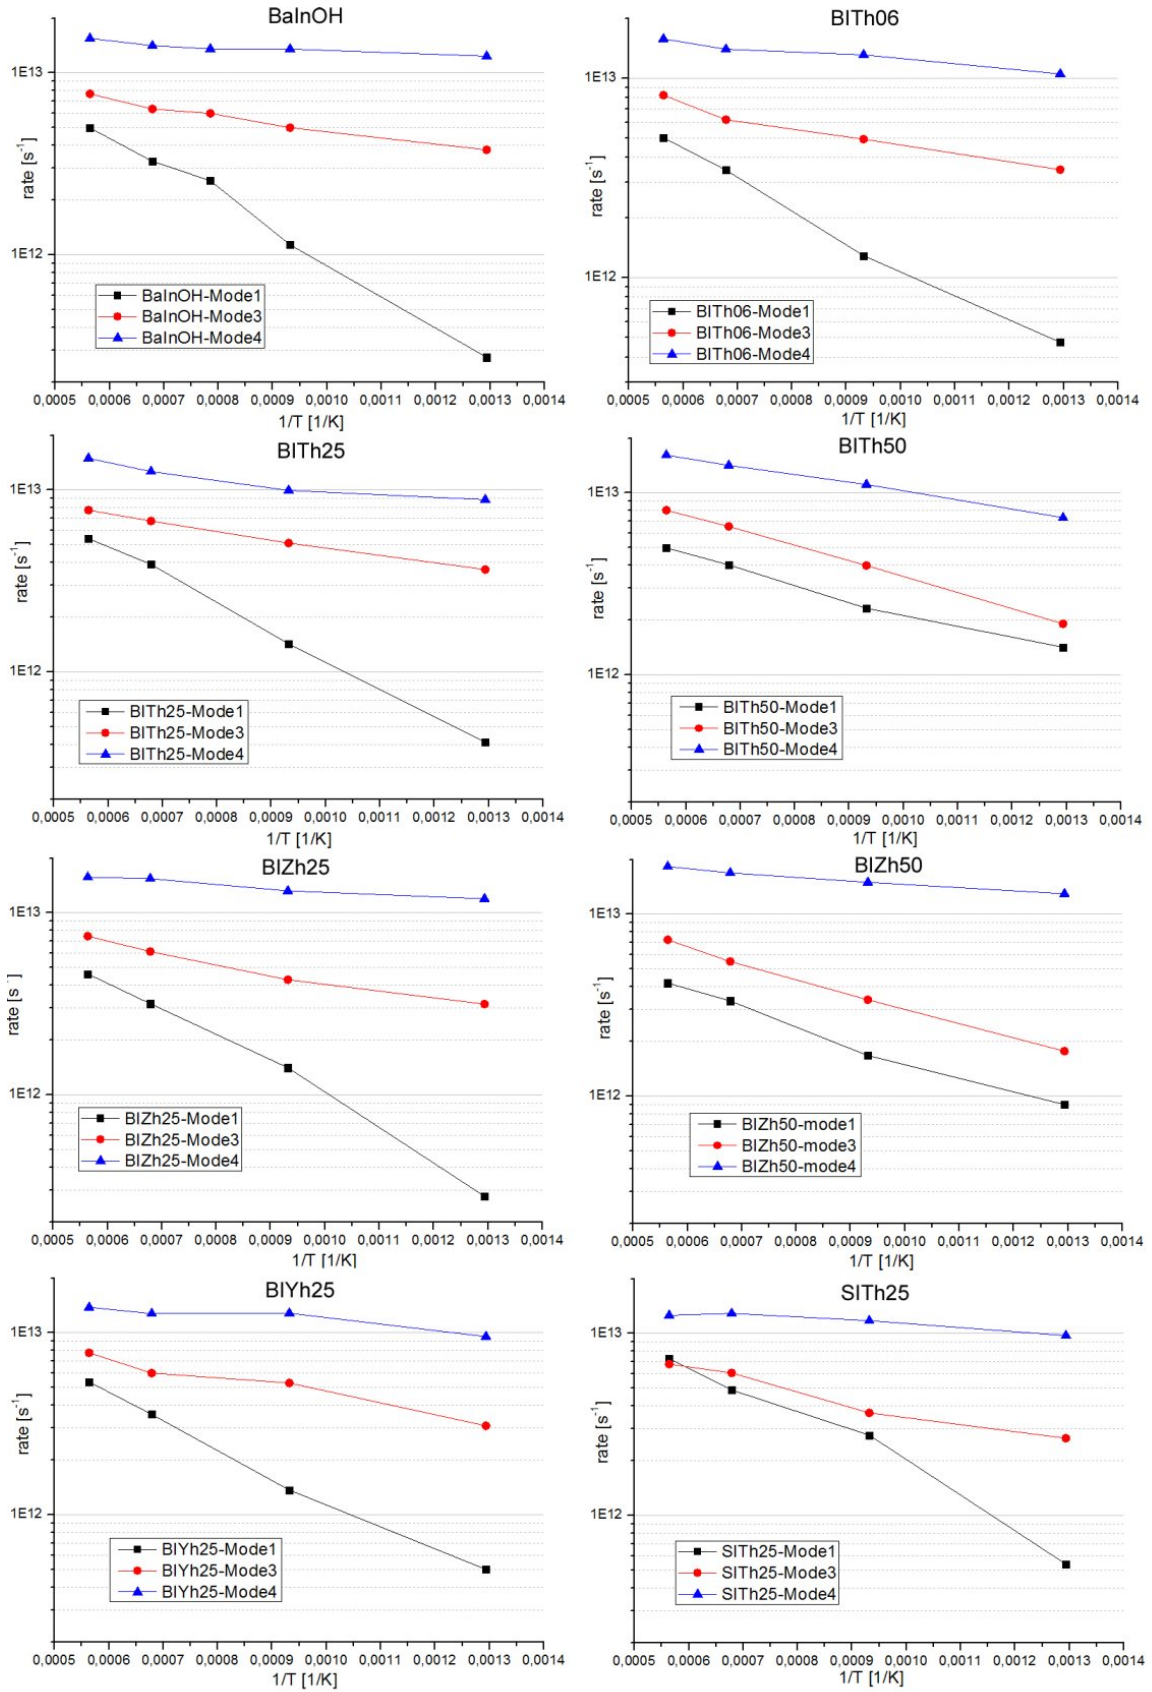 BaInOH
1E13
1E12
rate [s⁻¹]
BaInOH-Mode1
BaInOH-Mode3
BaInOH-Mode4
0,0005 0,0006 0,0007 0,0008 0,0009 0,0010 0,0011 0,0012 0,0013 0,0014
1/T [1/K]
BITh06
1E13
1E12
rate [s⁻¹]
BITh06-Mode1
BITh06-Mode3
BITh06-Mode4
0,0005 0,0006 0,0007 0,0008 0,0009 0,0010 0,0011 0,0012 0,0013 0,0014
1/T [1/K]
BITh25
1E13
1E12
rate [s⁻¹]
BITh25-Mode1
BITh25-Mode3
BITh25-Mode4
0,0005 0,0006 0,0007 0,0008 0,0009 0,0010 0,0011 0,0012 0,0013 0,0014
1/T [1/K]
BITh50
1E13
1E12
rate [s⁻¹]
BITh50-Mode1
BITh50-Mode3
BITh50-Mode4
0,0005 0,0006 0,0007 0,0008 0,0009 0,0010 0,0011 0,0012 0,0013 0,0014
1/T [1/K]
BIZh25
1E13
1E12
rate [s ]
BIZh25-Mode1
BIZh25-Mode3
BIZh25-Mode4
0,0005 0,0006 0,0007 0,0008 0,0009 0,0010 0,0011 0,0012 0,0013 0,0014
1/T [1/K]
BIZh50
1E13
1E12
rate [s⁻¹]
BIZh50-mode1
BIZh50-mode3
BIZh50-mode4
0,0005 0,0006 0,0007 0,0008 0,0009 0,0010 0,0011 0,0012 0,0013 0,0014
1/T [1/K]
BIYh25
1E13
1E12
rate [s⁻¹]
BIYh25-Mode1
BIYh25-Mode3
BIYh25-Mode4
0,0005 0,0006 0,0007 0,0008 0,0009 0,0010 0,0011 0,0012 0,0013 0,0014
1/T [1/K]
SITh25
1E13
1E12
rate [s⁻¹]
SITh25-Mode1
SITh25-Mode3
SITh25-Mode4
0,0005 0,0006 0,0007 0,0008 0,0009 0,0010 0,0011 0,0012 0,0013 0,0014
1/T [1/K]